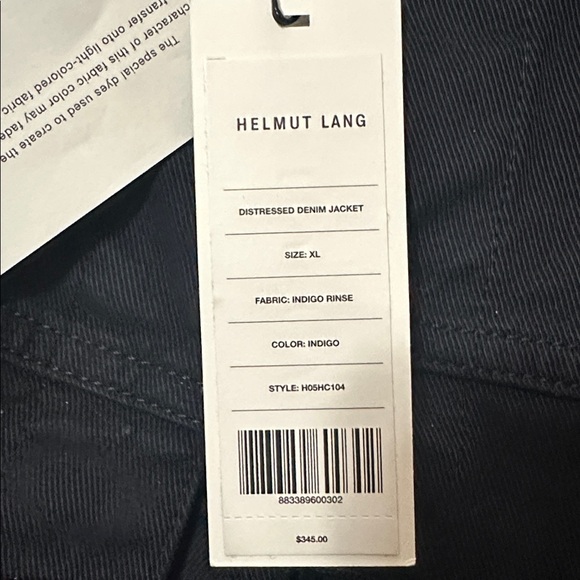 The special dyes used to create the
character of this fabric color may fade
transfer onto light-colored fabric
HELMUT LANG
DISTRESSED DENIM JACKET
SIZE: XL
FABRIC: INDIGO RINSE
COLOR: INDIGO
STYLE: H05HC104
883389600302
$345.00